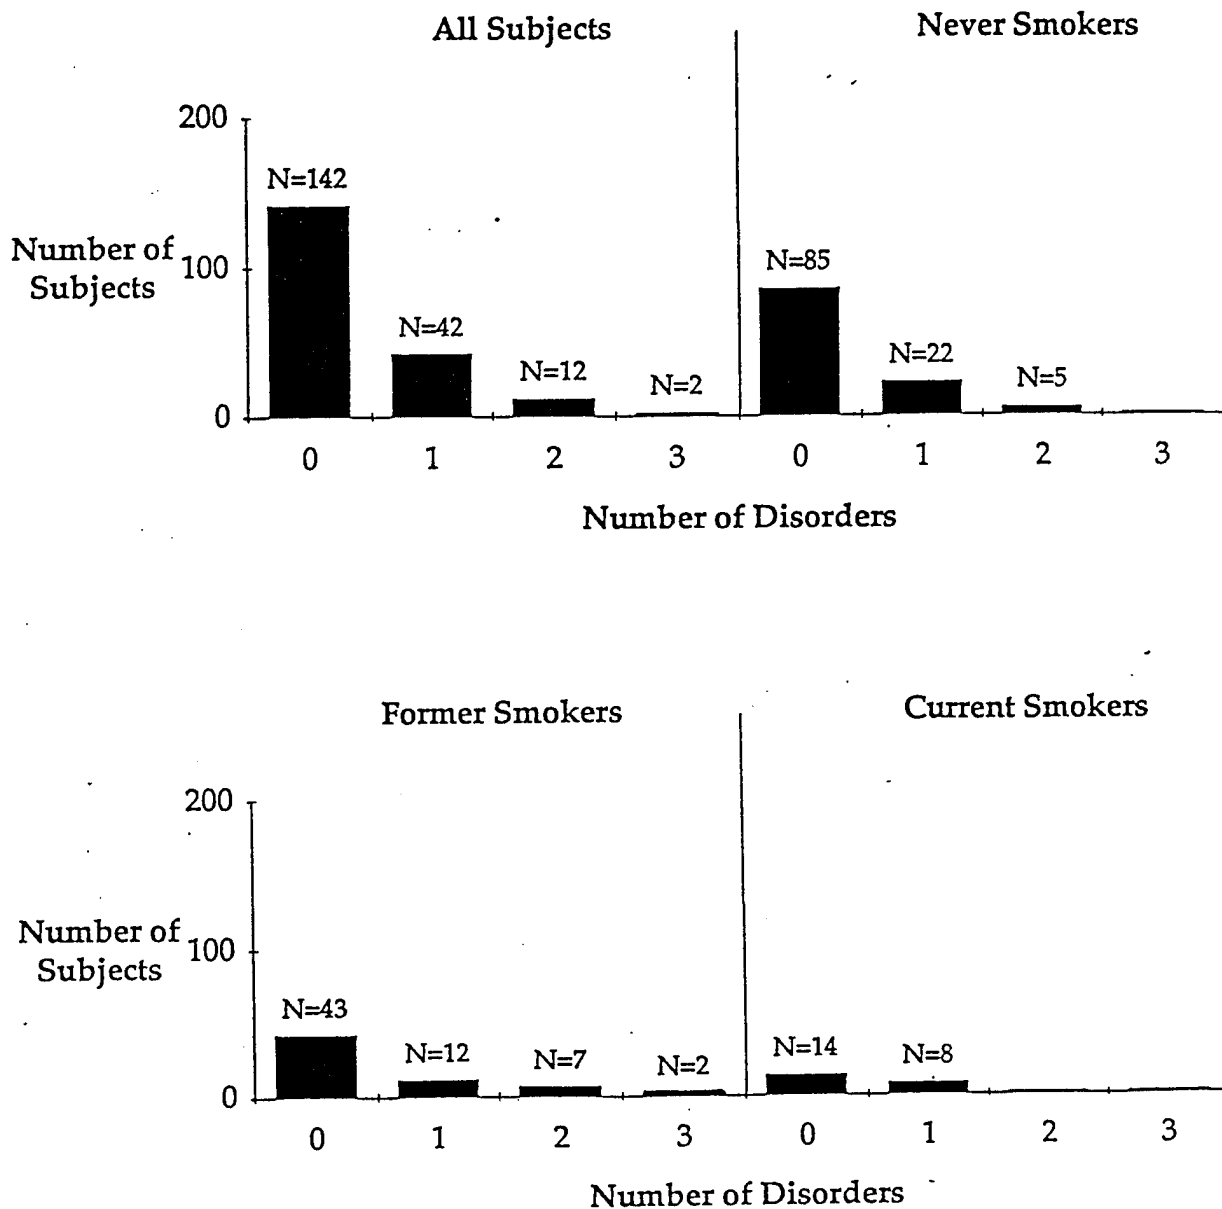 All Subjects
Never Smokers
200
N=142
Number of
Subjects
100
N=85
N=42
N=22
N=12
N=2
N=5
0
0 1 2 3 0 1 2 3
Number of Disorders
Former Smokers
Current Smokers
200
Number of
Subjects
100
N=43
N=12
N=7
N=2
N=14
N=8
0
0 1 2 3 0 1 2 3
Number of Disorders